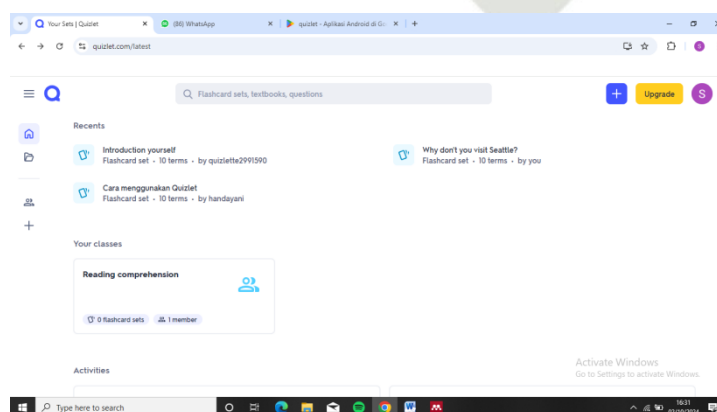 Your Sets | Quizlet
(86) WhatsApp
quizlet - Aplikasi Android di Go
quizlet.com/latest
S
Flashcard sets, textbooks, questions
Upgrade
S
Recents
Introduction yourself
Flashcard set • 10 terms • by quizlette2991590
Why don't you visit Seattle?
Flashcard set • 10 terms • by you
Cara menggunakan Quizlet
Flashcard set • 10 terms • by handayani
Your classes
Reading comprehension
0 flashcard sets
1 member
Activities
Activate Windows
Go to Settings to activate Windows.
Type here to search
16:31